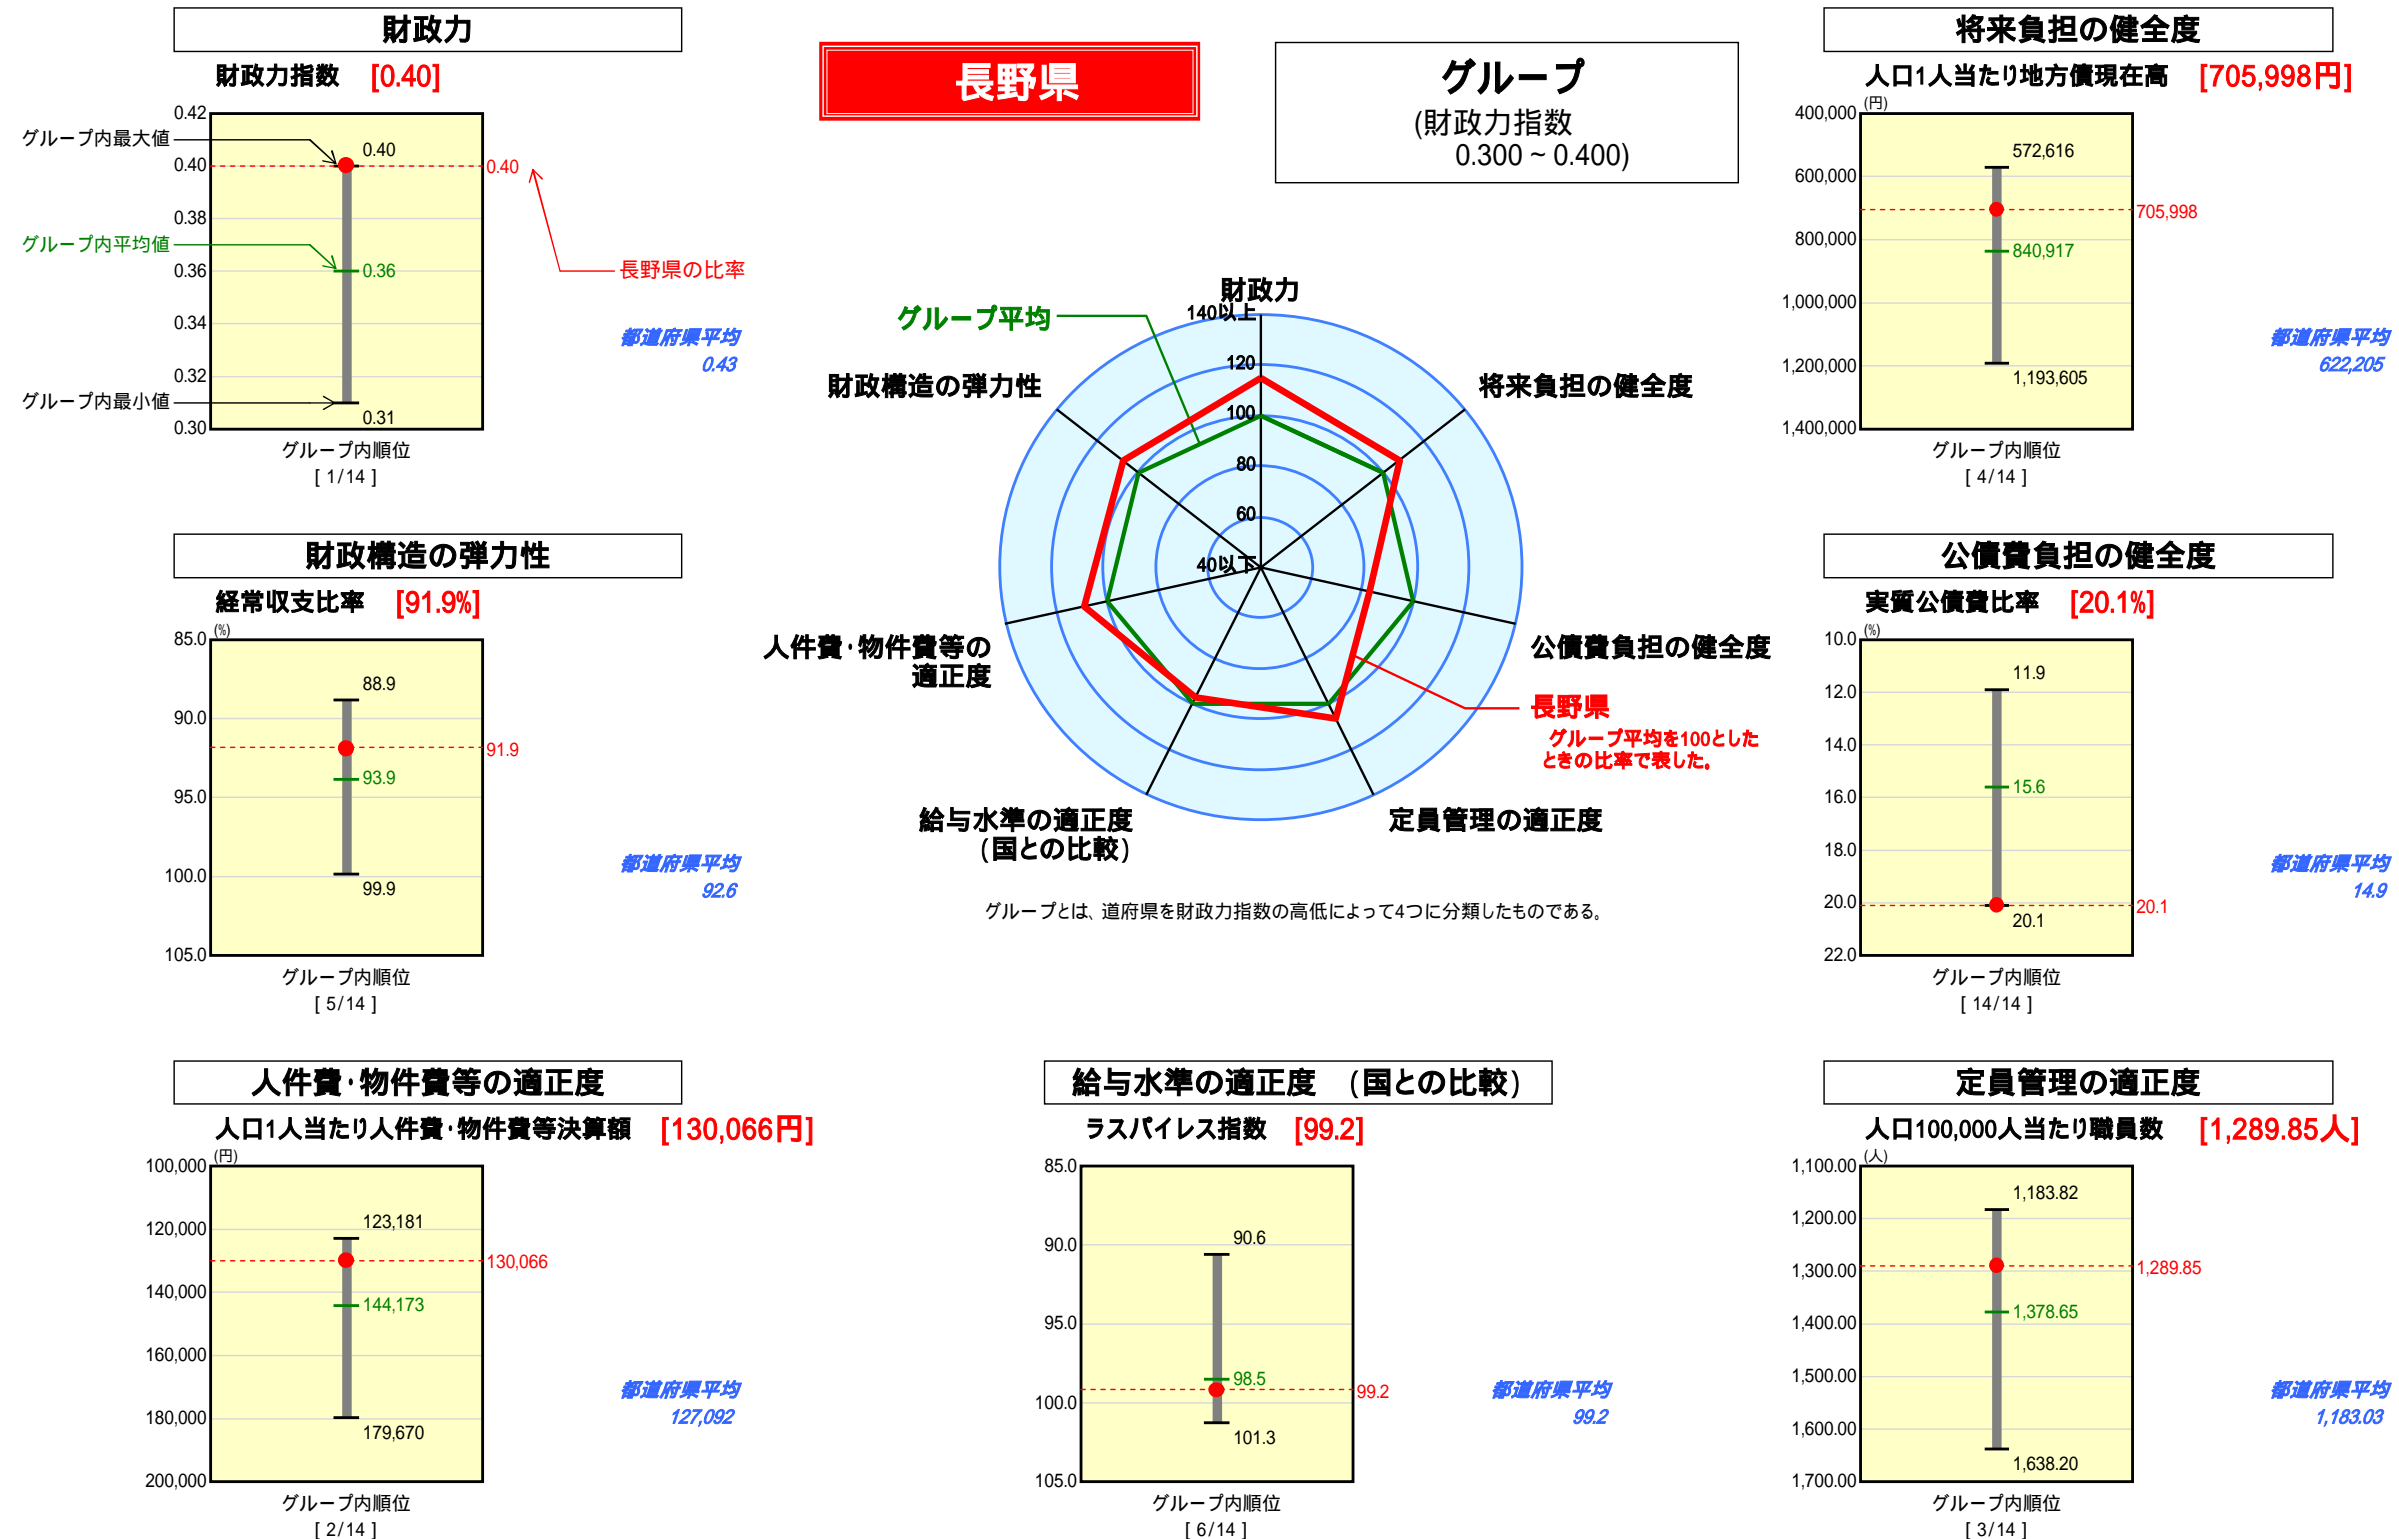 財政力
財政力指数 [0.40]
0.42
0.40
0.38
0.36
0.34
0.32
0.30
グループ内最大値
グループ内平均値
グループ内最小値
0.40
0.36
0.31
0.40
長野県の比率
都道府県平均
0.43
グループ内順位
[ 1/14 ]
長野県
グループ
(財政力指数
0.300 ~ 0.400)
将来負担の健全度
人口1人当たり地方債現在高 [705,998円]
(円)
400,000
600,000
800,000
1,000,000
1,200,000
1,400,000
572,616
705,998
840,917
1,193,605
都道府県平均
622,205
グループ内順位
[ 4/14 ]
財政力
140以上
120
100
80
60
40以下
グループ平均
財政構造の弾力性
将来負担の健全度
人件費・物件費等の
適正度
公債費負担の健全度
長野県
グループ平均を100とした
ときの比率で表した。
給与水準の適正度
(国との比較)
定員管理の適正度
グループとは、道府県を財政力指数の高低によって4つに分類したものである。
財政構造の弾力性
経常収支比率 [91.9%]
(%)
85.0
90.0
95.0
100.0
105.0
88.9
91.9
93.9
99.9
都道府県平均
92.6
グループ内順位
[ 5/14 ]
公債費負担の健全度
実質公債費比率 [20.1%]
(%)
10.0
12.0
14.0
16.0
18.0
20.0
22.0
11.9
15.6
20.1
20.1
都道府県平均
14.9
グループ内順位
[ 14/14 ]
人件費・物件費等の適正度
人口1人当たり人件費・物件費等決算額 [130,066円]
(円)
100,000
120,000
140,000
160,000
180,000
200,000
123,181
130,066
144,173
179,670
都道府県平均
127,092
グループ内順位
[ 2/14 ]
給与水準の適正度 (国との比較)
ラスパイレス指数 [99.2]
85.0
90.0
95.0
100.0
105.0
90.6
98.5
99.2
101.3
都道府県平均
99.2
グループ内順位
[ 6/14 ]
定員管理の適正度
人口100,000人当たり職員数 [1,289.85人]
(人)
1,100.00
1,200.00
1,300.00
1,400.00
1,500.00
1,600.00
1,700.00
1,183.82
1,289.85
1,378.65
1,638.20
都道府県平均
1,183.03
グループ内順位
[ 3/14 ]